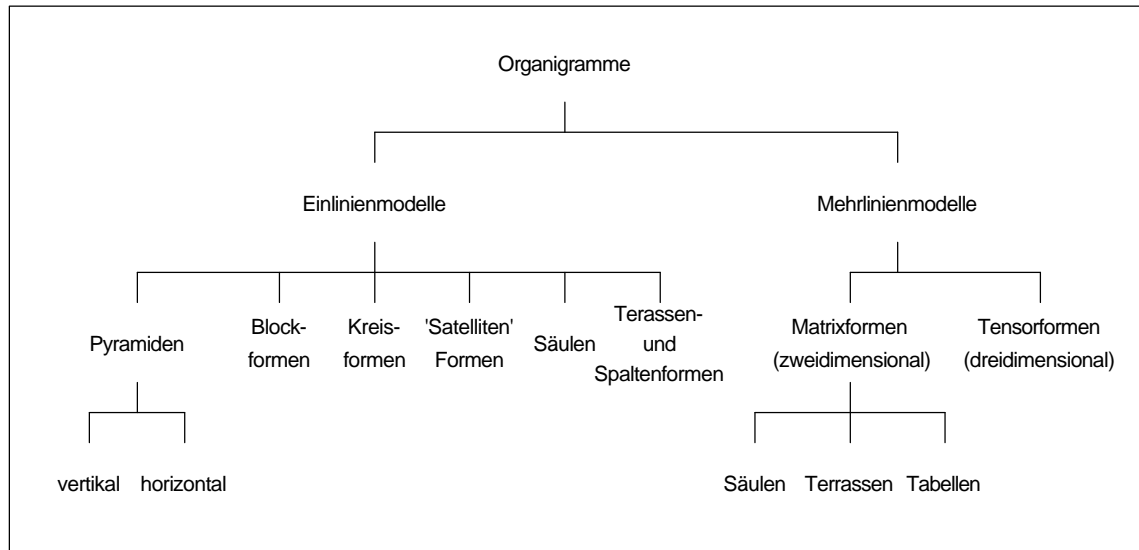 Organigramme
Einlinienmodelle
Mehrlinienmodelle
Pyramiden
Block-
formen
Kreis-
formen
'Satelliten'
Formen
Säulen
Terassen-
und
Spaltenformen
Matrixformen
(zweidimensional)
Tensorformen
(dreidimensional)
vertikal
horizontal
Säulen
Terrassen
Tabellen